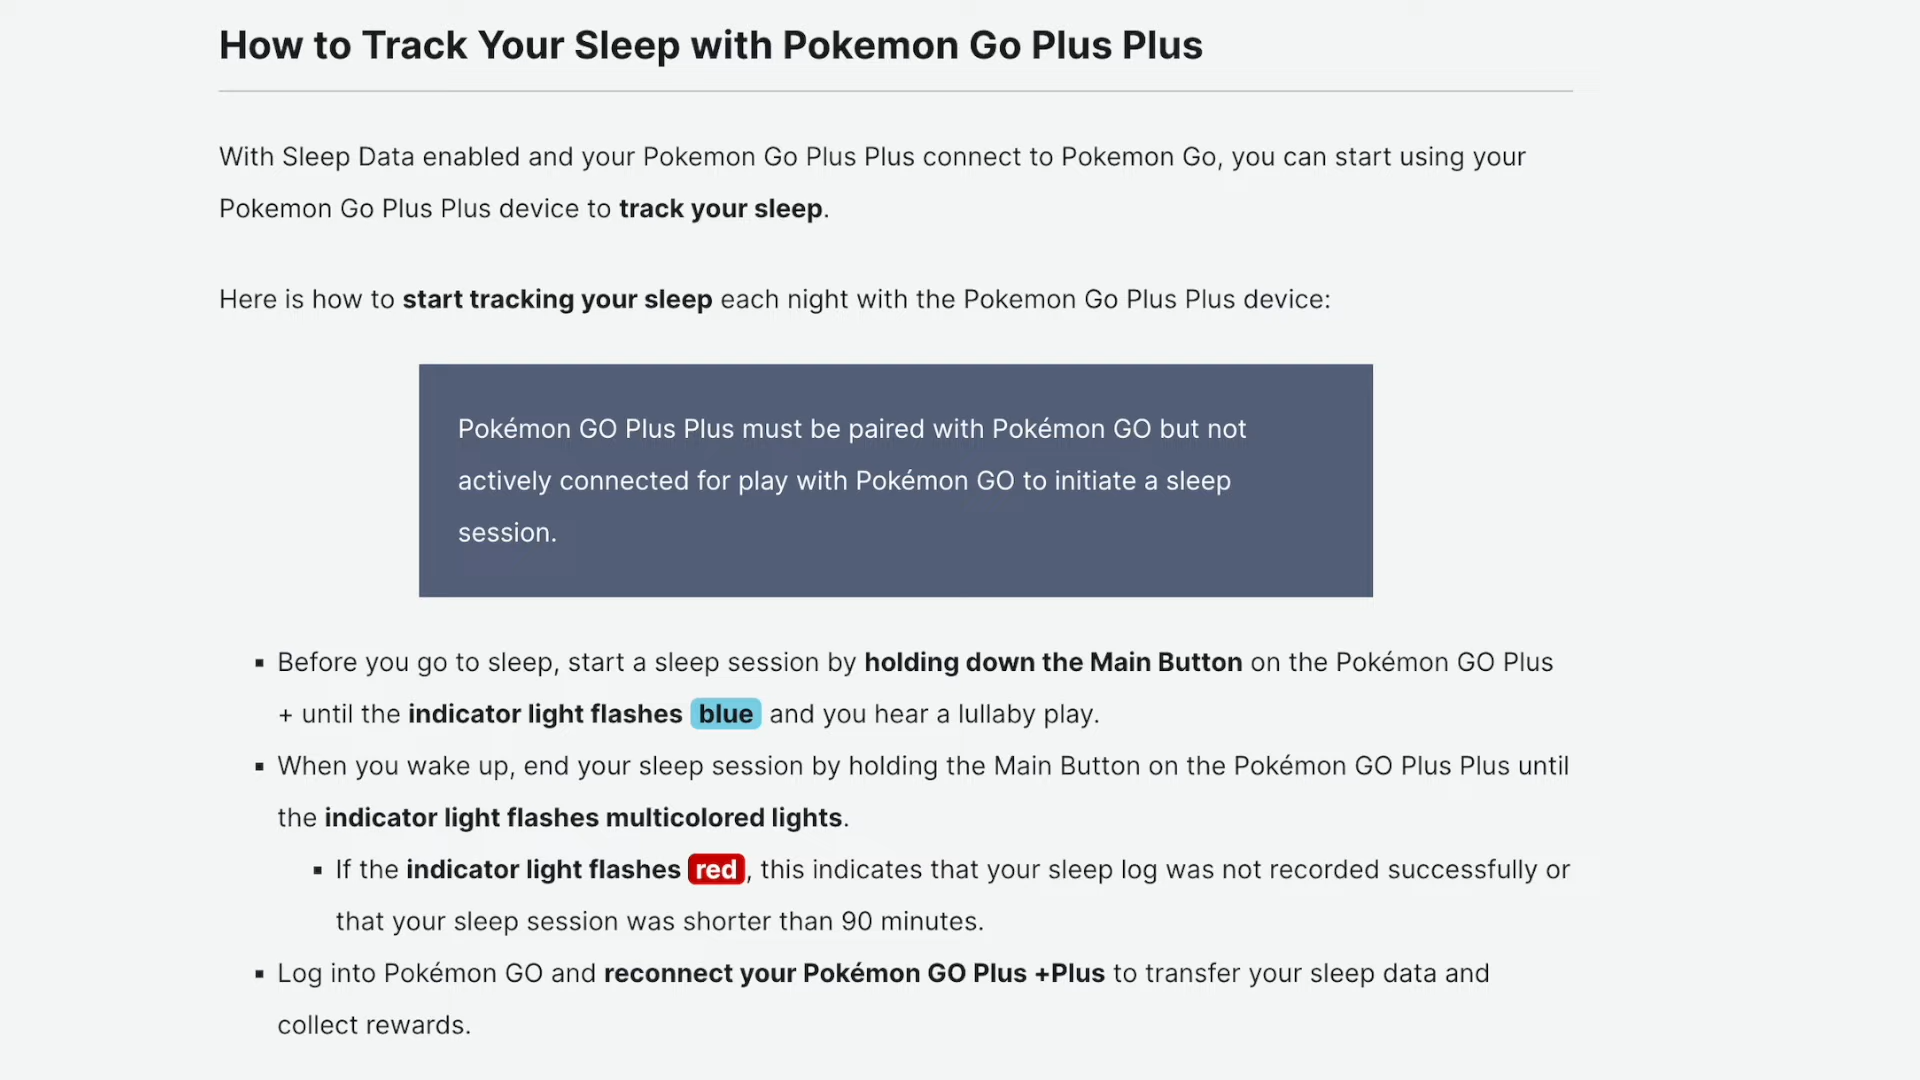 How to Track Your Sleep with Pokemon Go Plus Plus
With Sleep Data enabled and your Pokemon Go Plus Plus connect to Pokemon Go, you can start using your
Pokemon Go Plus Plus device to track your sleep.
Here is how to start tracking your sleep each night with the Pokemon Go Plus Plus device:
Pokémon GO Plus Plus must be paired with Pokémon GO but not
actively connected for play with Pokémon GO to initiate a sleep
session.
▪ Before you go to sleep, start a sleep session by holding down the Main Button on the Pokémon GO Plus
+ until the indicator light flashes blue and you hear a lullaby play.
▪ When you wake up, end your sleep session by holding the Main Button on the Pokémon GO Plus Plus until
the indicator light flashes multicolored lights.
▪ If the indicator light flashes red, this indicates that your sleep log was not recorded successfully or
that your sleep session was shorter than 90 minutes.
▪ Log into Pokémon GO and reconnect your Pokémon GO Plus +Plus to transfer your sleep data and
collect rewards.